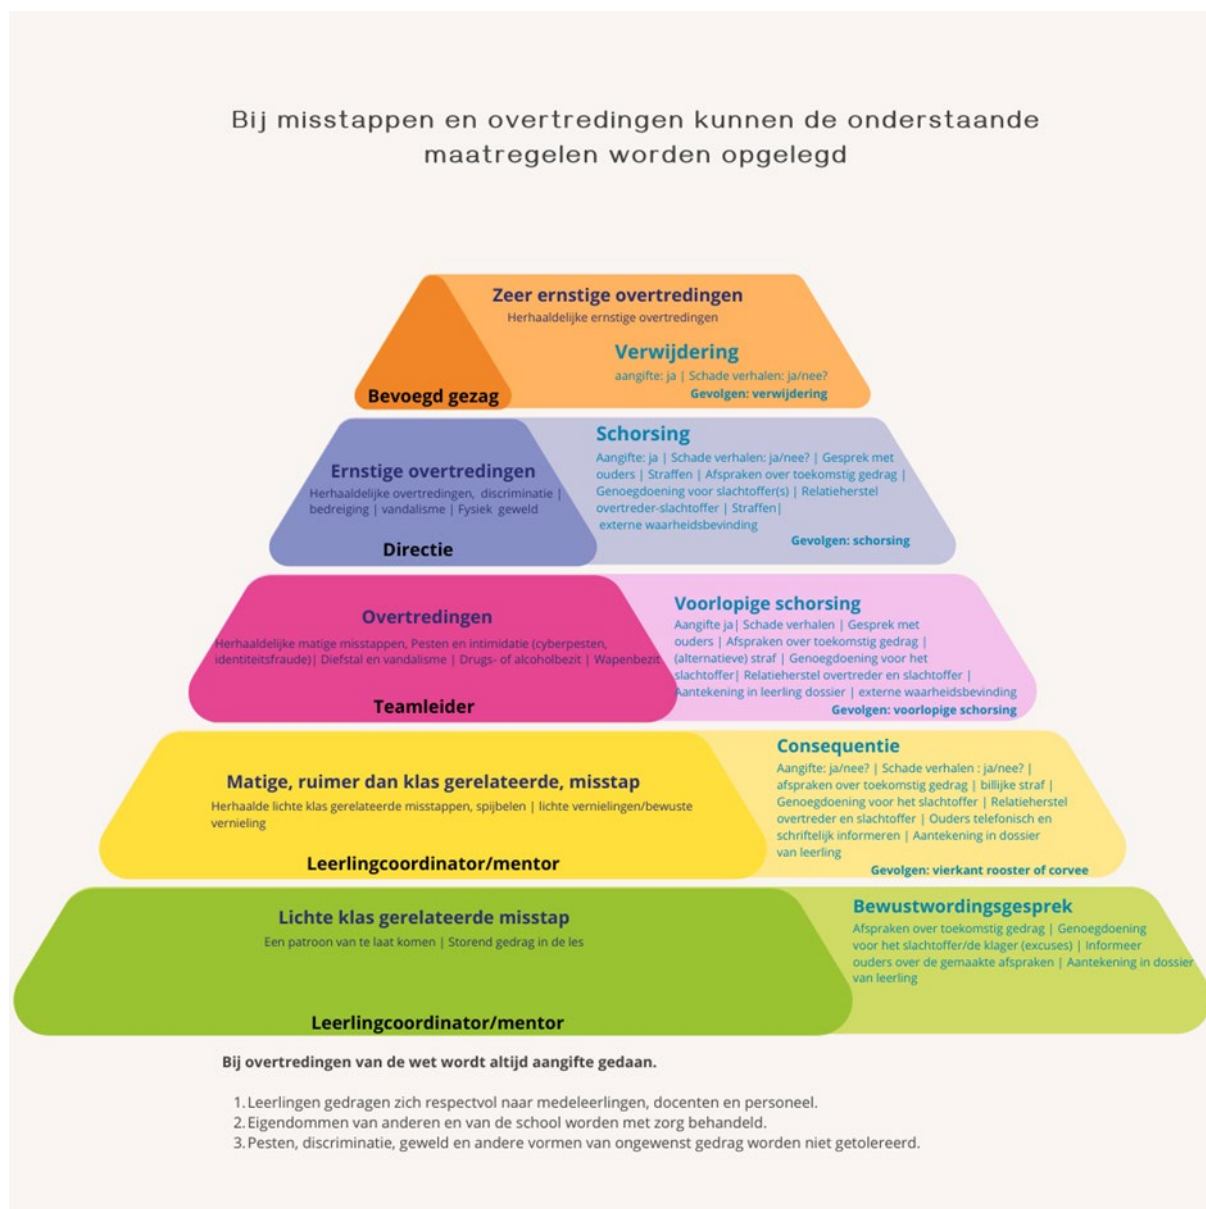 Bij misstappen en overtredingen kunnen de onderstaande
maatregelen worden opgelegd
Zeer ernstige overtredingen
Herhaaldelijke ernstige overtredingen
Verwijdering
aangifte: ja | Schade verhalen: ja/nee?
Gevolgen: verwijdering
Bevoegd gezag
Ernstige overtredingen
Herhaaldelijke overtredingen, discriminatie |
bedreiging | vandalisme | Fysiek geweld
Directie
Schorsing
Aangifte: ja | Schade verhalen: ja/nee? | Gesprek met
ouders | Straffen | Afspraken over toekomstig gedrag |
Genoegdoening voor slachtoffer(s) | Relatieherstel
overtreder-slachtoffer | Straffen|
externe waarheidsbevinding
Gevolgen: schorsing
Overtredingen
Herhaaldelijke matige misstappen, Pesten en intimidatie (cyberpesten,
identiteitsfraude)| Diefstal en vandalisme | Drugs- of alcoholbezit | Wapenbezit
Teamleider
Voorlopige schorsing
Aangifte ja| Schade verhalen | Gesprek met
ouders | Afspraken over toekomstig gedrag |
(alternatieve) straf | Genoegdoening voor het
slachtoffer| Relatieherstel overtreder en slachtoffer |
Aantekening in leerling dossier | externe waarheidsbevinding
Gevolgen: voorlopige schorsing
Matige, ruimer dan klas gerelateerde, misstap
Herhaalde lichte klas gerelateerde misstappen, spijbelen | lichte vernielingen/bewuste
vernieling
Leerlingcoordinator/mentor
Consequentie
Aangifte: ja/nee? | Schade verhalen : ja/nee? |
afspraken over toekomstig gedrag | billijke straf |
Genoegdoening voor het slachtoffer | Relatieherstel
overtreder en slachtoffer | Ouders telefonisch en
schriftelijk informeren | Aantekening in dossier
van leerling
Gevolgen: vierkant rooster of corvee
Lichte klas gerelateerde misstap
Een patroon van te laat komen | Storend gedrag in de les
Leerlingcoordinator/mentor
Bewustwordingsgesprek
Afspraken over toekomstig gedrag | Genoegdoening
voor het slachtoffer/de klager (excuses) | Informeer
ouders over de gemaakte afspraken | Aantekening in dossier
van leerling
Bij overtredingen van de wet wordt altijd aangifte gedaan.
1. Leerlingen gedragen zich respectvol naar medeleerlingen, docenten en personeel.
2. Eigendommen van anderen en van de school worden met zorg behandeld.
3. Pesten, discriminatie, geweld en andere vormen van ongewenst gedrag worden niet getolereerd.